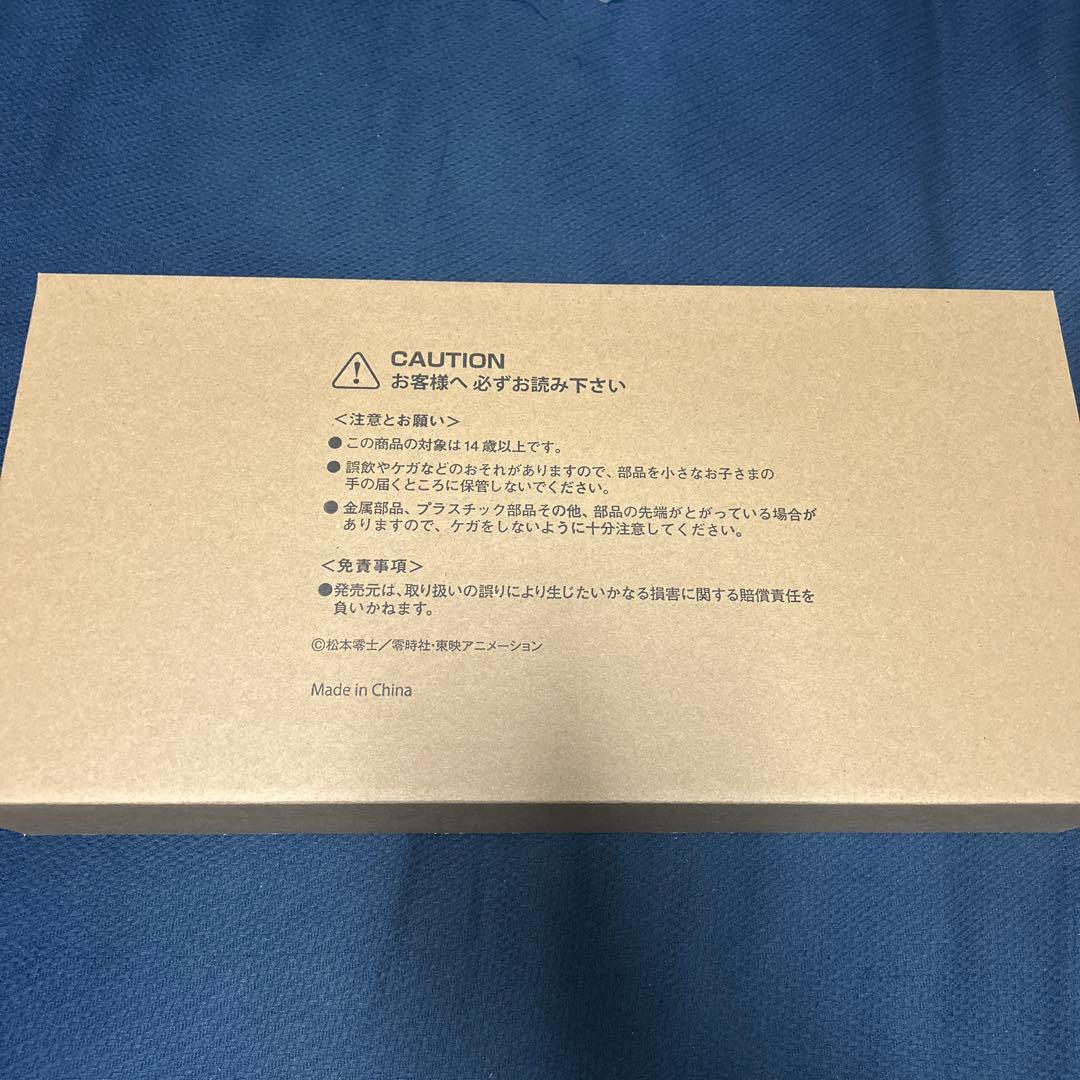 CAUTION
お客様へ 必ずお読み下さい
＜注意とお願い＞
●この商品の対象は14歳以上です。
●誤飲やケガなどのおそれがありますので、部品を小さなお子さまの
手の届くところに保管しないでください。
●金属部品、プラスチック部品その他、部品の先端がとがっている場合が
ありますので、ケガをしないように十分注意してください。
＜免責事項＞
●発売元は、取り扱いの誤りにより生じたいかなる損害に関する賠償責任を
負いかねます。
©松本零士／零時社・東映アニメーション
Made in China